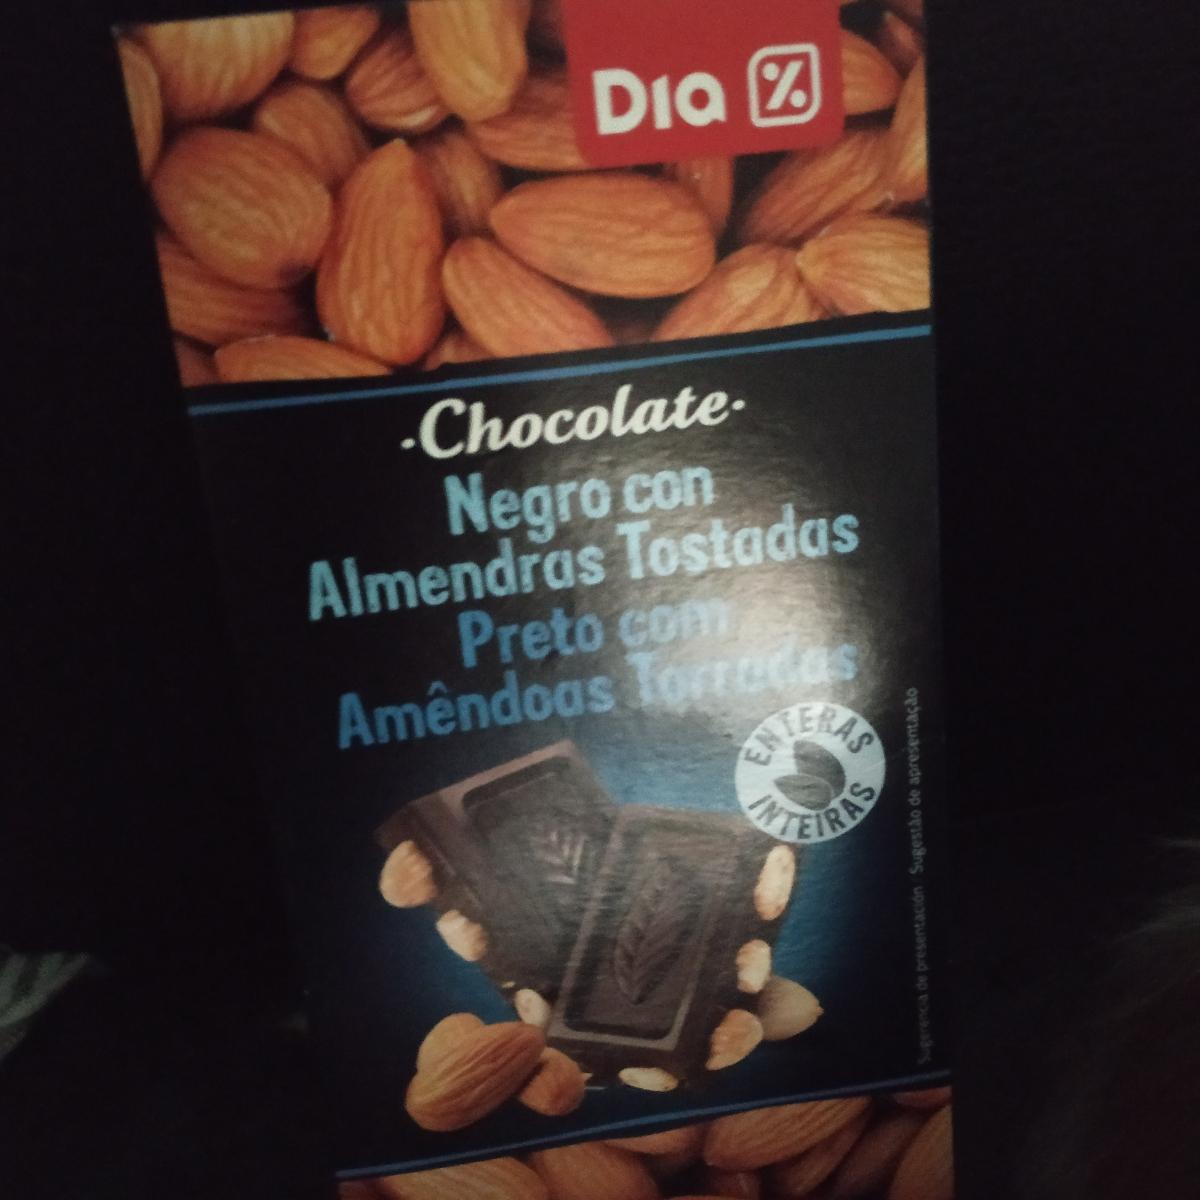 Dia %
·Chocolate·
Negro con
Almendras Tostadas
Preto com
Amêndoas Torradas
ENTERAS
INTEIRAS
Sugerencia de presentación Sugestão de apresentação